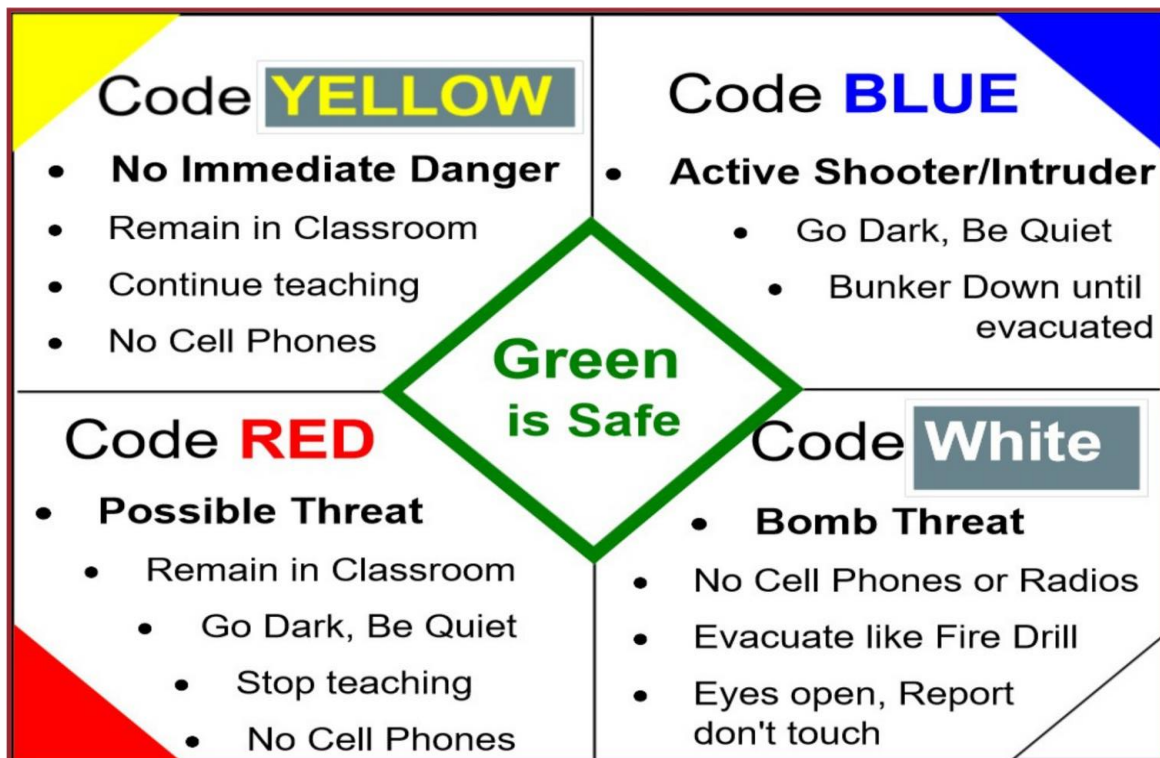 Code YELLOW
• No Immediate Danger
• Remain in Classroom
• Continue teaching
• No Cell Phones
Code BLUE
• Active Shooter/Intruder
• Go Dark, Be Quiet
• Bunker Down until
evacuated
Green
is Safe
Code RED
• Possible Threat
• Remain in Classroom
• Go Dark, Be Quiet
• Stop teaching
• No Cell Phones
Code White
• Bomb Threat
• No Cell Phones or Radios
• Evacuate like Fire Drill
• Eyes open, Report
don't touch